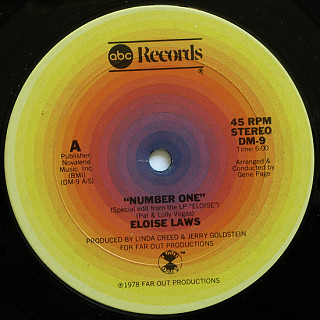 abc Records
®
A
Publisher:
Novalene
Music, Inc.
(BMI)
(DM-9 A/S)
45 RPM
STEREO
DM-9
Time 6:00
Arranged &
Conducted by
Gene Page
"NUMBER ONE"
(Special edit from the LP "ELOISE")
(Pat & Lolly Vegas)
ELOISE LAWS
PRODUCED BY LINDA CREED & JERRY GOLDSTEIN
FOR FAR OUT PRODUCTIONS
℗1978 FAR OUT PRODUCTIONS